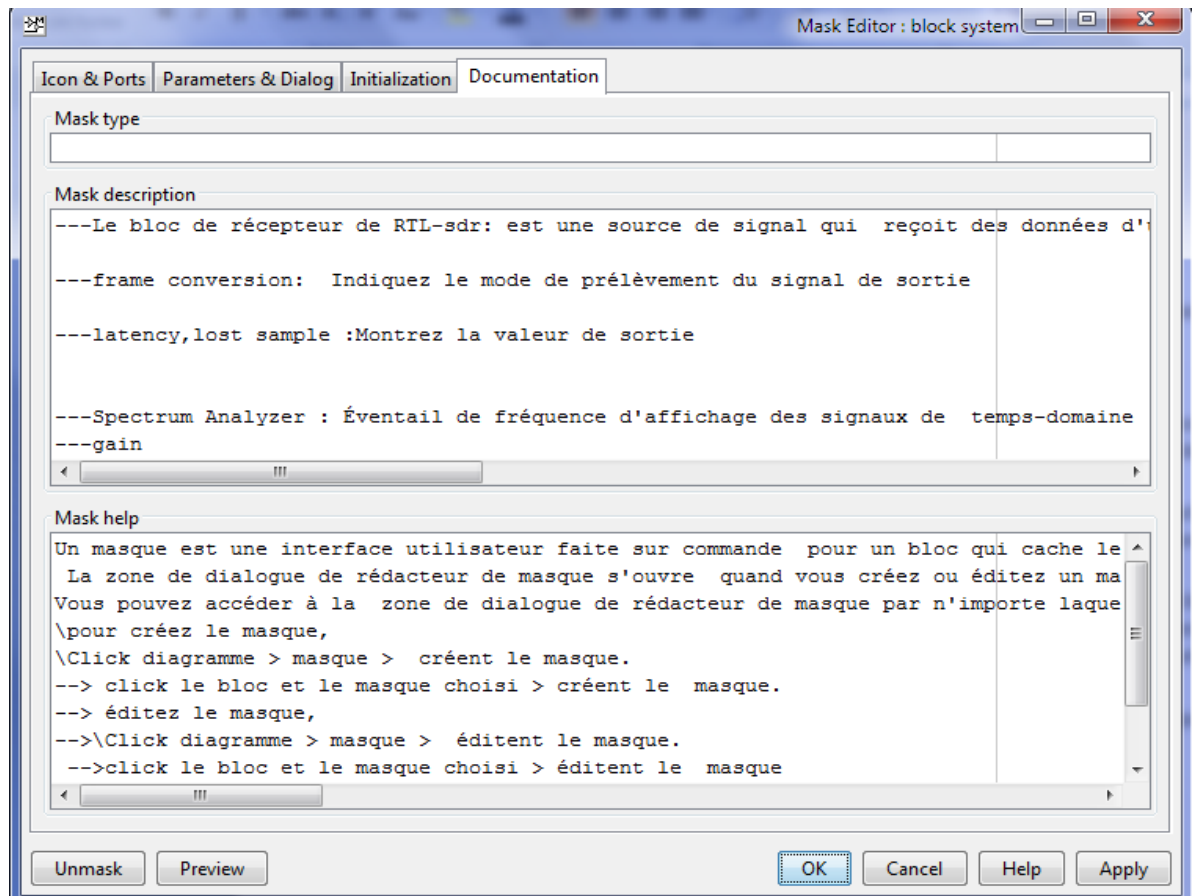 Mask Editor : block system
Icon & Ports Parameters & Dialog Initialization Documentation
Mask type
Mask description
---Le bloc de récepteur de RTL-sdr: est une source de signal qui  reçoit des données d'
---frame conversion:  Indiquez le mode de prélèvement du signal de sortie
---latency,lost sample :Montrez la valeur de sortie
---Spectrum Analyzer : Éventail de fréquence d'affichage des signaux de  temps-domaine
---gain
Mask help
Un masque est une interface utilisateur faite sur commande  pour un bloc qui cache le
La zone de dialogue de rédacteur de masque s'ouvre  quand vous créez ou éditez un ma
Vous pouvez accéder à la  zone de dialogue de rédacteur de masque par n'importe laque
\pour créez le masque,
\Click diagramme > masque >  créent le masque.
--> click le bloc et le masque choisi > créent le  masque.
--> éditez le masque,
-->\Click diagramme > masque >  éditent le masque.
-->click le bloc et le masque choisi > éditent le  masque
Unmask Preview OK Cancel Help Apply